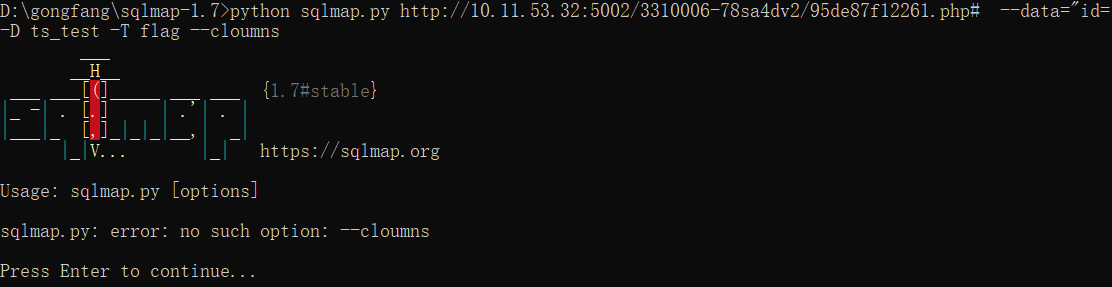 D:\gongfang\sqlmap-1.7>python sqlmap.py http://10.11.53.32:5002/3310006-78sa4dv2/95de87f12261.php#  --data="id=
-D ts_test -T flag --cloumns
        ___
       __H__
 ___ ___[(]_____ ___ ___  {1.7#stable}
|_ -| . [.]     | .'| . |
|___|_  [,]_|_|_|__,|  _|
      |_|V...       |_|   https://sqlmap.org
Usage: sqlmap.py [options]
sqlmap.py: error: no such option: --cloumns
Press Enter to continue...